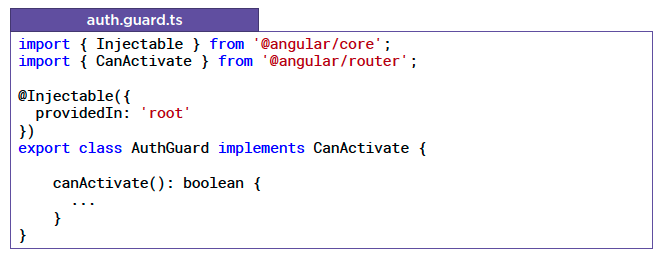 auth.guard.ts
import { Injectable } from '@angular/core';
import { CanActivate } from '@angular/router';
@Injectable({
  providedIn: 'root'
})
export class AuthGuard implements CanActivate {
    canActivate(): boolean {
      ...
    }
}